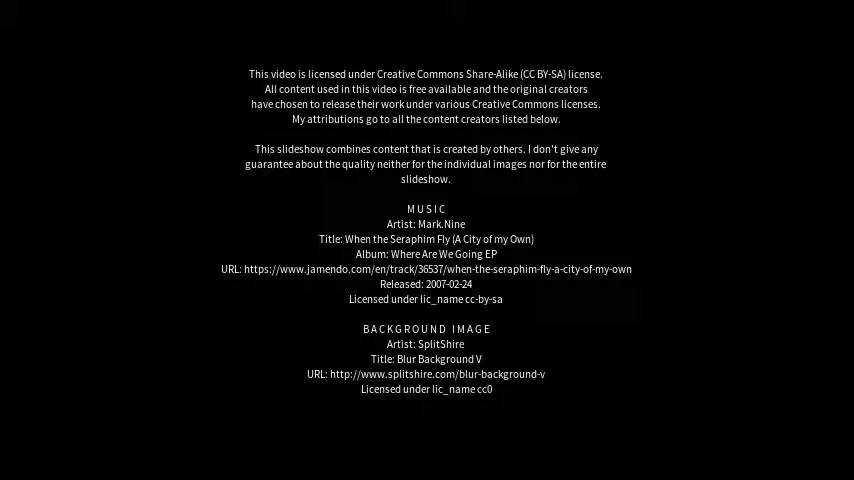 This video is licensed under Creative Commons Share-Alike (CC BY-SA) license.
All content used in this video is free available and the original creators
have chosen to release their work under various Creative Commons licenses.
My attributions go to all the content creators listed below.
This slideshow combines content that is created by others. I don't give any
guarantee about the quality neither for the individual images nor for the entire
slideshow.
MUSIC
Artist: Mark.Nine
Title: When the Seraphim Fly (A City of my Own)
Album: Where Are We Going EP
URL: https://www.jamendo.com/en/track/36537/when-the-seraphim-fly-a-city-of-my-own
Released: 2007-02-24
Licensed under lic_name cc-by-sa
BACKGROUND IMAGE
Artist: SplitShire
Title: Blur Background V
URL: http://www.splitshire.com/blur-background-v
Licensed under lic_name cc0